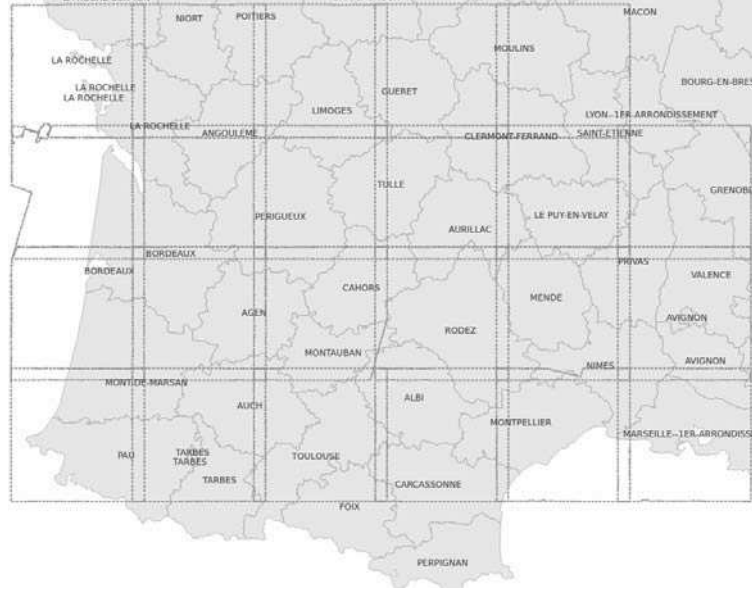 MACON
NIORT
POITIERS
MOULINS
LA ROCHELLE
BOURG-EN-BRES
LA ROCHELLE
GUERET
LA ROCHELLE
LIMOGES
LYON--1ER-ARRONDISSEMENT
LA ROCHELLE
ANGOULEME
CLERMONT-FERRAND
SAINT-ETIENNE
TULLE
GRENOBL
PERIGUEUX
LE PUY-EN-VELAY
AURILLAC
BORDEAUX
PRIVAS
BORDEAUX
VALENCE
CAHORS
MENDE
AGEN
AVIGNON
RODEZ
MONTAUBAN
AVIGNON
NIMES
MONT-DE-MARSAN
ALBI
AUCH
MONTPELLIER
MARSEILLE--1ER-ARRONDISS
TARBES
PAU
TOULOUSE
TARBES
TARBES
CARCASSONNE
FOIX
PERPIGNAN